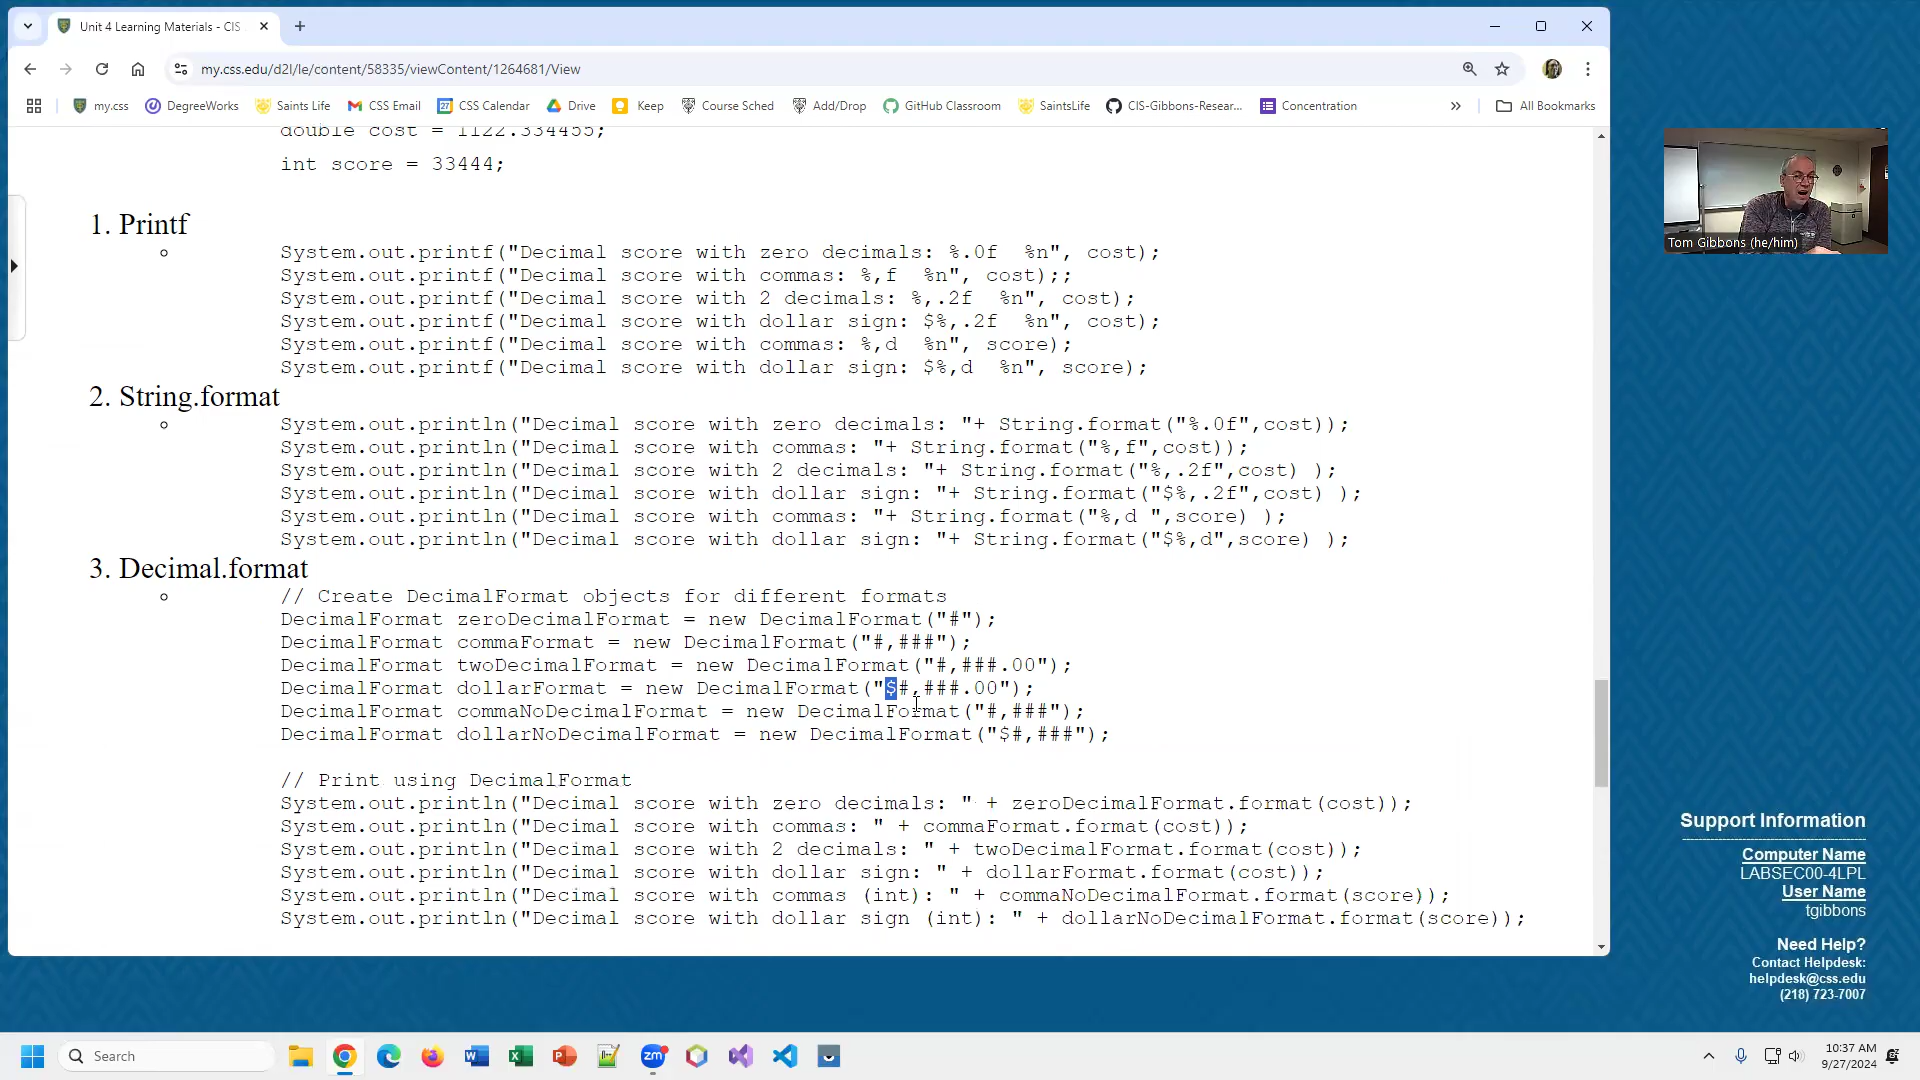 Unit 4 Learning Materials - CIS
my.css.edu/d2l/le/content/58335/viewContent/1264681/View
my.css
DegreeWorks
Saints Life
CSS Email
CSS Calendar
Drive
Keep
Course Sched
Add/Drop
GitHub Classroom
SaintsLife
CIS-Gibbons-Resear...
Concentration
»
All Bookmarks
double cost = 1122.334455;
int score = 33444;
1. Printf
System.out.printf("Decimal score with zero decimals: %.0f  %n", cost);
System.out.printf("Decimal score with commas: %,f  %n", cost);;
System.out.printf("Decimal score with 2 decimals: %,.2f  %n", cost);
System.out.printf("Decimal score with dollar sign: $%,.2f  %n", cost);
System.out.printf("Decimal score with commas: %,d  %n", score);
System.out.printf("Decimal score with dollar sign: $%,d  %n", score);
2. String.format
System.out.println("Decimal score with zero decimals: "+ String.format("%.0f",cost));
System.out.println("Decimal score with commas: "+ String.format("%,f",cost));
System.out.println("Decimal score with 2 decimals: "+ String.format("%,.2f",cost) );
System.out.println("Decimal score with dollar sign: "+ String.format("$%,.2f",cost) );
System.out.println("Decimal score with commas: "+ String.format("%,d ",score) );
System.out.println("Decimal score with dollar sign: "+ String.format("$%,d",score) );
3. Decimal.format
// Create DecimalFormat objects for different formats
DecimalFormat zeroDecimalFormat = new DecimalFormat("#");
DecimalFormat commaFormat = new DecimalFormat("#,###");
DecimalFormat twoDecimalFormat = new DecimalFormat("#,###.00");
DecimalFormat dollarFormat = new DecimalFormat("$#,###.00");
DecimalFormat commaNoDecimalFormat = new DecimalFormat("#,###");
DecimalFormat dollarNoDecimalFormat = new DecimalFormat("$#,###");
// Print using DecimalFormat
System.out.println("Decimal score with zero decimals: " + zeroDecimalFormat.format(cost));
System.out.println("Decimal score with commas: " + commaFormat.format(cost));
System.out.println("Decimal score with 2 decimals: " + twoDecimalFormat.format(cost));
System.out.println("Decimal score with dollar sign: " + dollarFormat.format(cost));
System.out.println("Decimal score with commas (int): " + commaNoDecimalFormat.format(score));
System.out.println("Decimal score with dollar sign (int): " + dollarNoDecimalFormat.format(score));
Tom Gibbons (he/him)
Support Information
Computer Name
LABSEC00-4LPL
User Name
tgibbons
Need Help?
Contact Helpdesk:
helpdesk@css.edu
(218) 723-7007
Search
zm
10:37 AM
9/27/2024